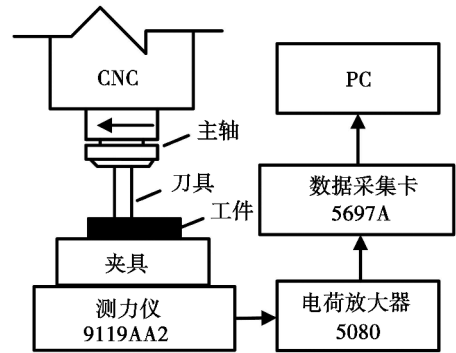 CNC
PC
主轴
刀具
工件
夹具
测力仪
9119AA2
数据采集卡
5697A
电荷放大器
5080